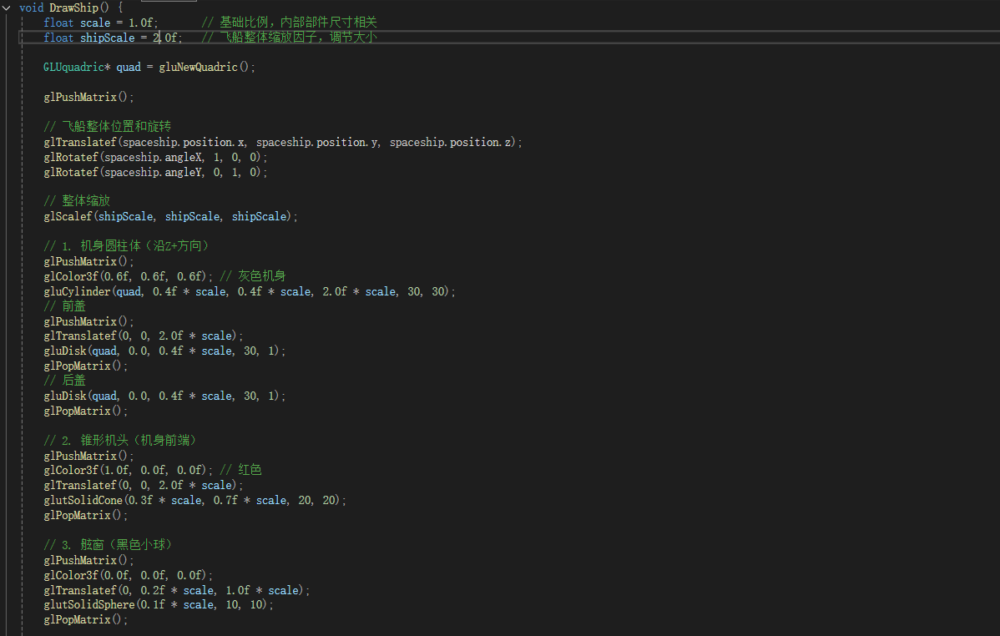 void DrawShip() {
float scale = 1.0f; // 基础比例，内部部件尺寸相关
float shipScale = 2.0f; // 飞船整体缩放因子，调节大小
GLUquadric* quad = gluNewQuadric();
glPushMatrix();
// 飞船整体位置和旋转
glTranslatef(spaceship.position.x, spaceship.position.y, spaceship.position.z);
glRotatef(spaceship.angleX, 1, 0, 0);
glRotatef(spaceship.angleY, 0, 1, 0);
// 整体缩放
glScalef(shipScale, shipScale, shipScale);
// 1. 机身圆柱体（沿Z+方向）
glPushMatrix();
glColor3f(0.6f, 0.6f, 0.6f); // 灰色机身
gluCylinder(quad, 0.4f * scale, 0.4f * scale, 2.0f * scale, 30, 30);
// 前盖
glPushMatrix();
glTranslatef(0, 0, 2.0f * scale);
gluDisk(quad, 0.0, 0.4f * scale, 30, 1);
glPopMatrix();
// 后盖
gluDisk(quad, 0.0, 0.4f * scale, 30, 1);
glPopMatrix();
// 2. 锥形机头（机身前端）
glPushMatrix();
glColor3f(1.0f, 0.0f, 0.0f); // 红色
glTranslatef(0, 0, 2.0f * scale);
glutSolidCone(0.3f * scale, 0.7f * scale, 20, 20);
glPopMatrix();
// 3. 舷窗（黑色小球）
glPushMatrix();
glColor3f(0.0f, 0.0f, 0.0f);
glTranslatef(0, 0.2f * scale, 1.0f * scale);
glutSolidSphere(0.1f * scale, 10, 10);
glPopMatrix();